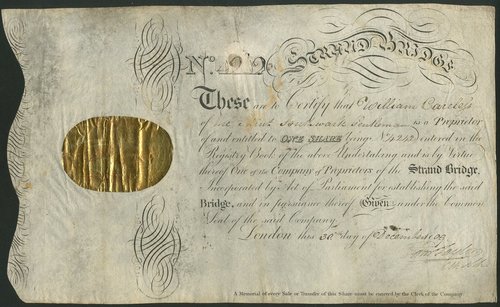 STRAND BRIDGE
No.
These are to Certify that William
of Southwark Gentleman is a Proprietor
of and entitled to ONE SHARE being No. 4242 entered in the
Registry Book of the above Undertaking and is by Virtue
thereof One of the Company of Proprietors of the Strand Bridge,
Incorporated by Act of Parliament for establishing the said
Bridge, and in pursuance thereof Given under the Common
Seal of the said Company.
London this 30th day of
A Memorial of every Sale or Transfer of this Share must be entered by the Clerk of the Company